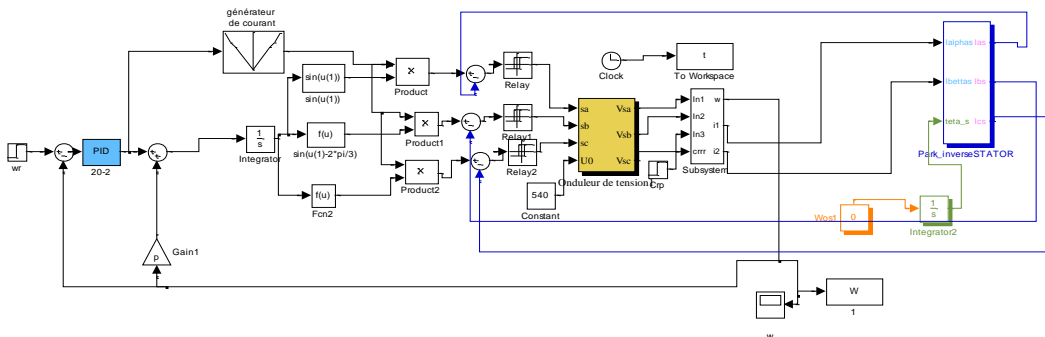 générateur
de courant
Ialphas Ias
Ibettas Ibs
teta_s Ics
Park_inverseSTATOR
sin(u(1))
sin(u(1))
Product
Relay
Clock
t
To Workspace
wr
PID
20-2
1
s
Integrator
f(u)
sin(u(1)-2*pi/3)
Product1
Relay1
Relay2
Product2
f(u)
Fcn2
sa
sb
sc
U0
Vsa
Vsb
Vsc
Onduleur de tension1
540
Constant
In1
In2
In3
crrr
w
i1
i2
Subsystem
Crp
Wos1
0
1
s
Integrator2
p
Gain1
W
1
w